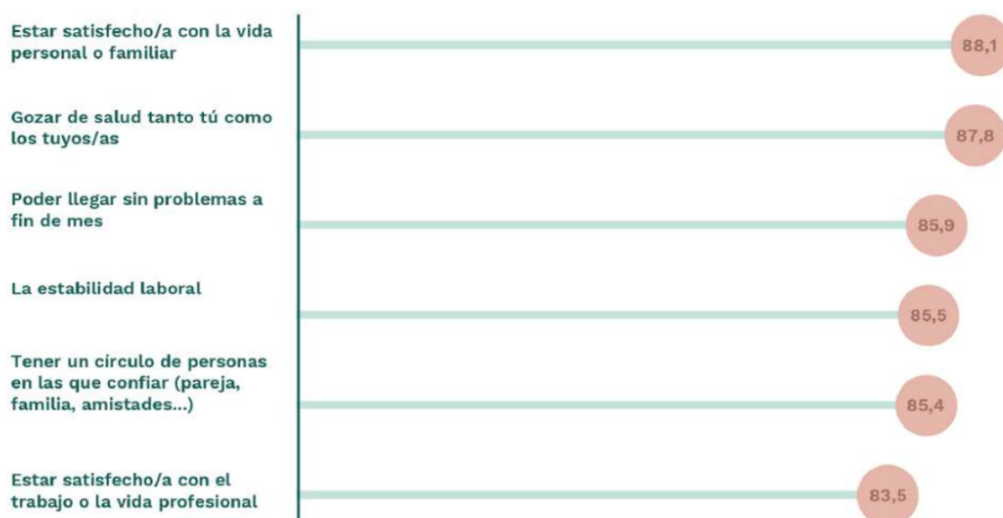 Estar satisfecho/a con la vida
personal o familiar
88,1
Gozar de salud tanto tú como
los tuyos/as
87,8
Poder llegar sin problemas a
fin de mes
85,9
La estabilidad laboral
85,5
Tener un círculo de personas
en las que confiar (pareja,
familia, amistades...)
85,4
Estar satisfecho/a con el
trabajo o la vida profesional
83,5